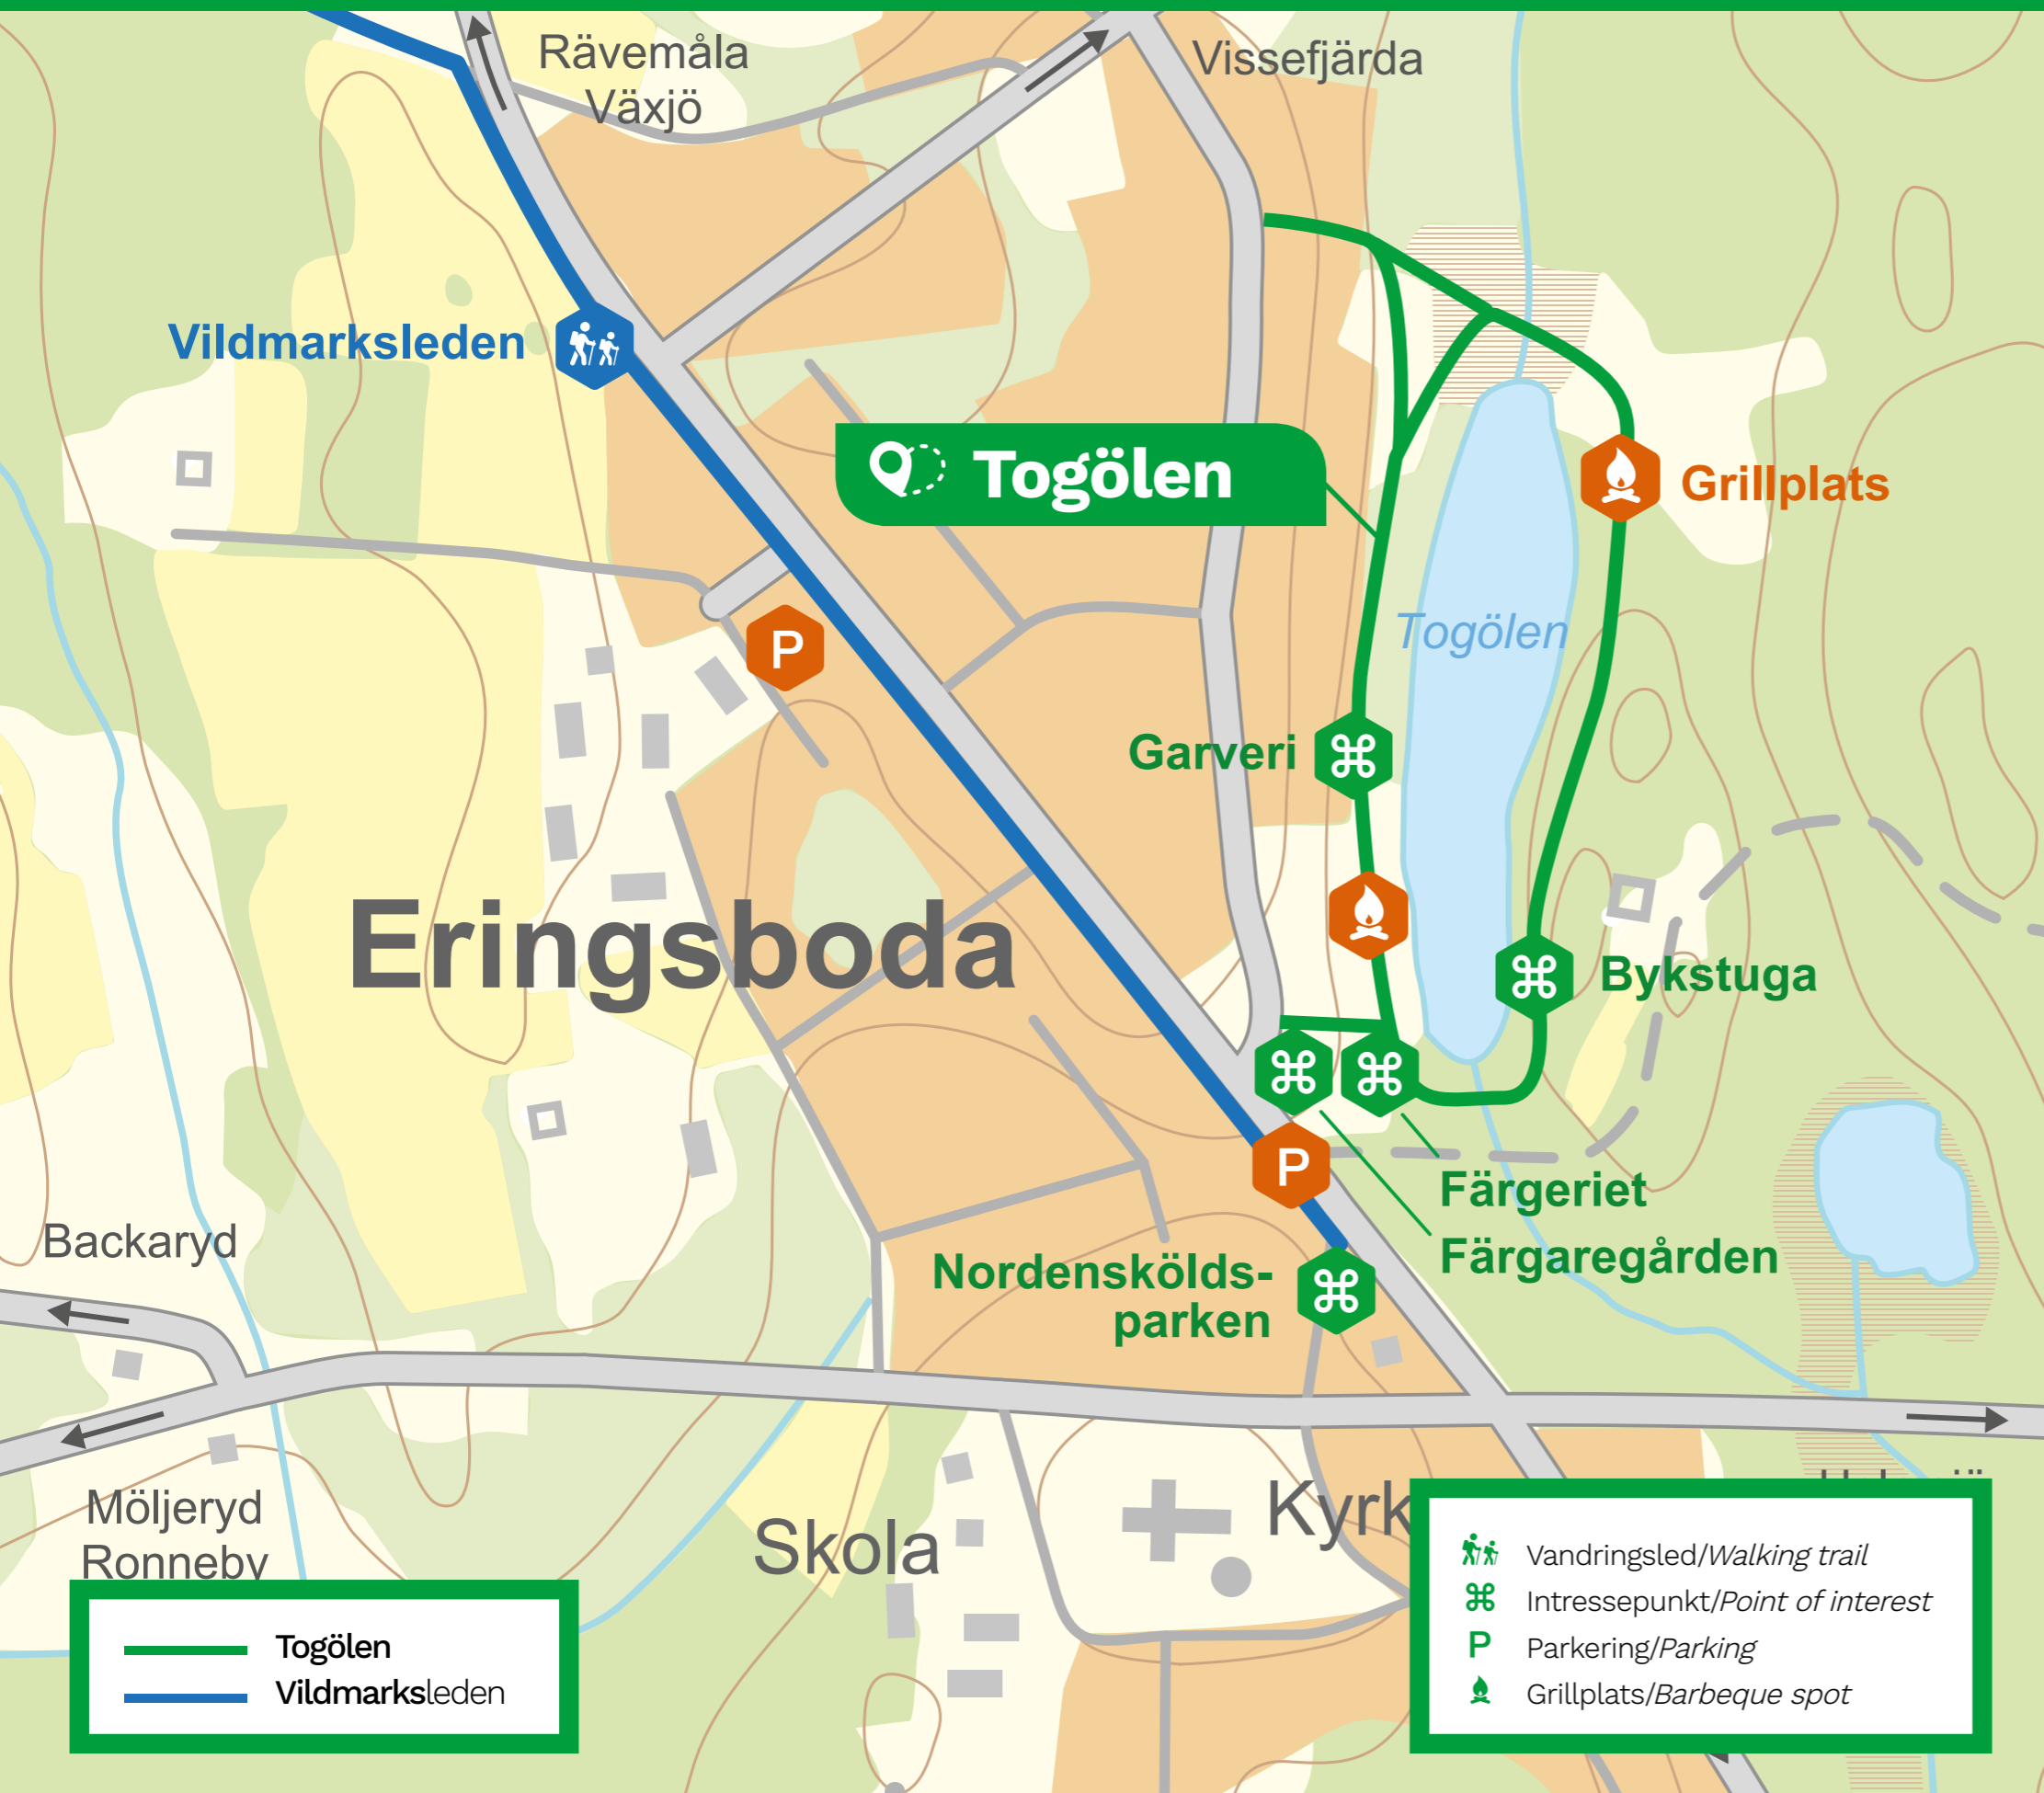 Rävemåla
Växjö
Vissefjärda
Vildmarksleden
Togölen
Grillplats
Togölen
P
Garveri
Eringsboda
Bykstuga
P
Färgeriet
Färgaregården
Backaryd
Nordenskölds-
parken
Möljeryd
Ronneby
Skola
Togölen
Vildmarksleden
Vandringsled/Walking trail
Intressepunkt/Point of interest
P Parkering/Parking
Grillplats/Barbeque spot